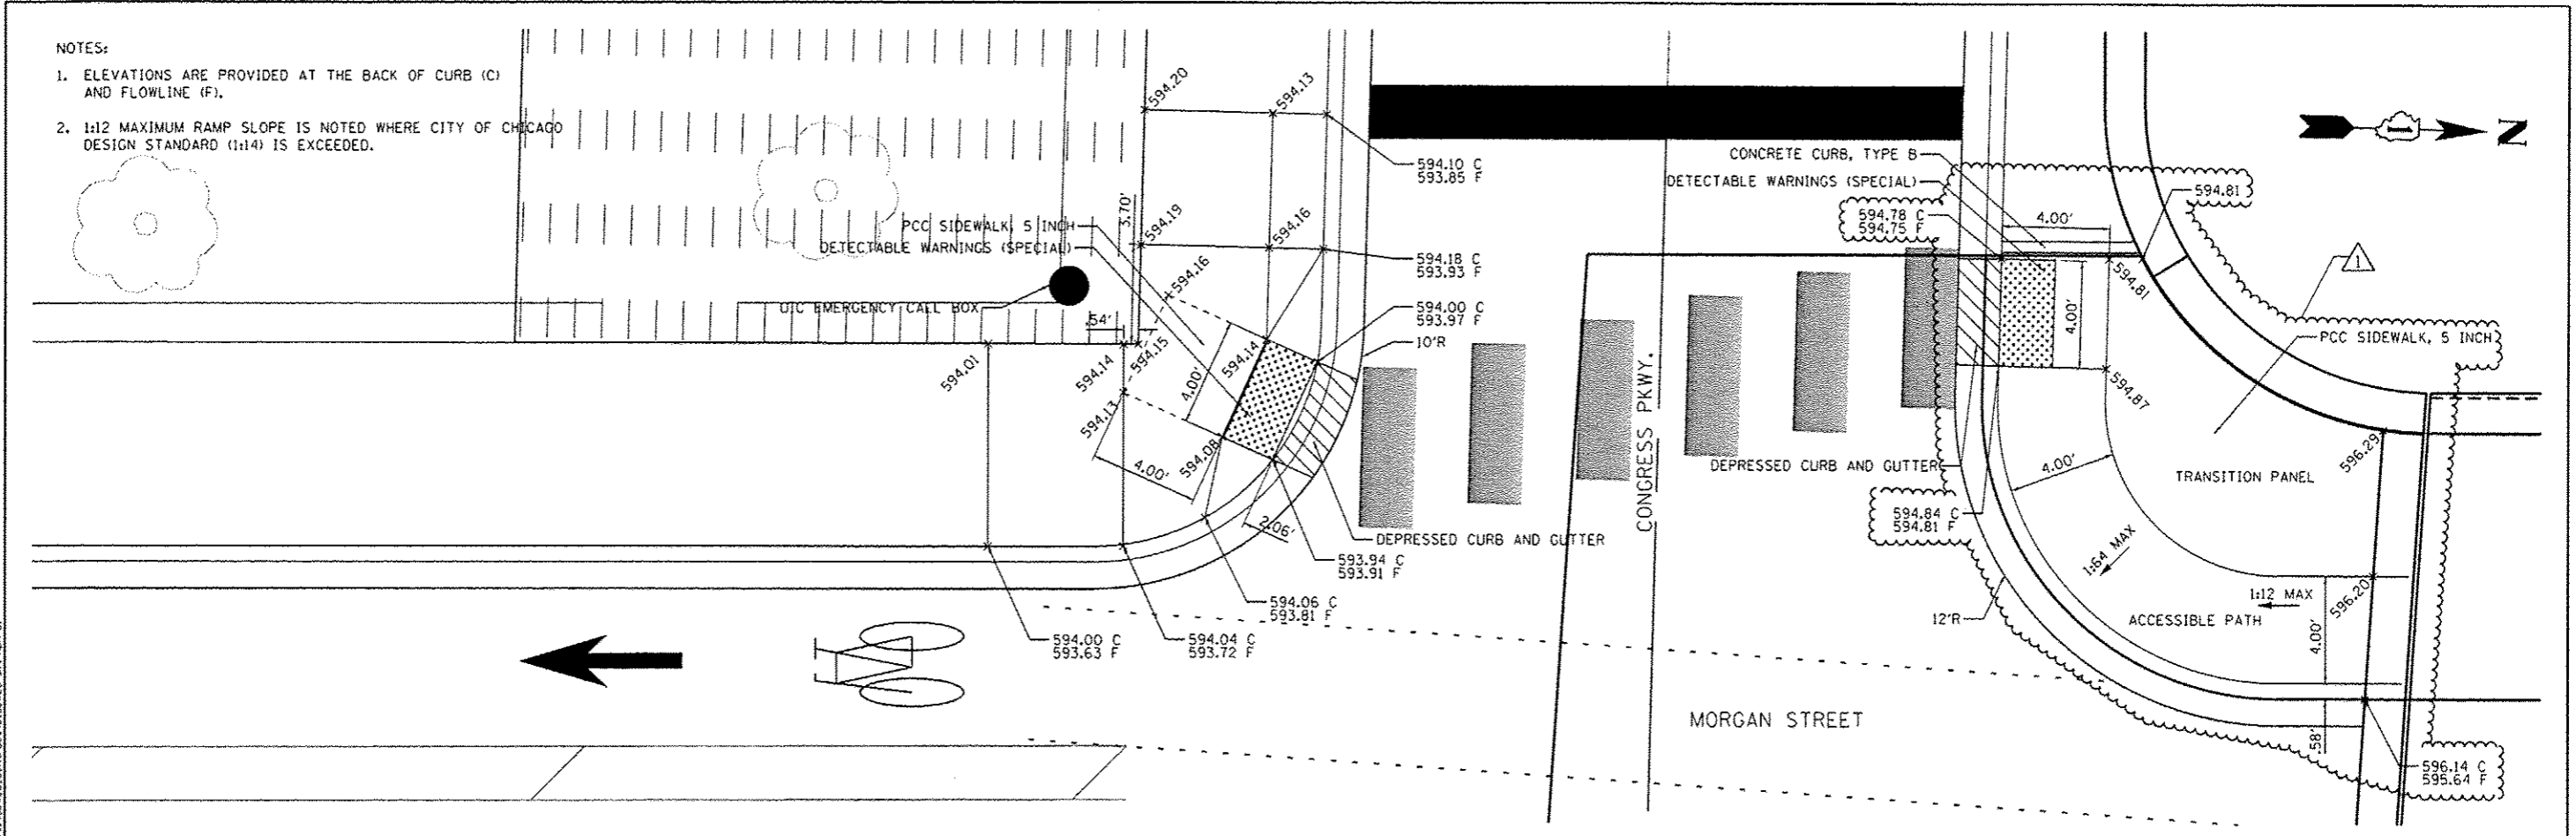 NOTES:
1. ELEVATIONS ARE PROVIDED AT THE BACK OF CURB (C)
AND FLOWLINE (F).
2. 1:12 MAXIMUM RAMP SLOPE IS NOTED WHERE CITY OF CHICAGO
DESIGN STANDARD (1:14) IS EXCEEDED.
594.20
594.13
594.10 C
593.85 F
3.70'
PCC SIDEWALK, 5 INCH
DETECTABLE WARNINGS (SPECIAL)
594.19
594.16
594.18 C
593.93 F
594.16
UIC EMERGENCY CALL BOX
.54'
594.00 C
593.97 F
10'R
594.01
594.14
594.15
594.14
4.00'
594.13
594.08
4.00'
2.06'
DEPRESSED CURB AND GUTTER
593.94 C
593.91 F
594.06 C
593.81 F
594.04 C
593.72 F
594.00 C
593.63 F
CONGRESS PKWY.
MORGAN STREET
CONCRETE CURB, TYPE B
DETECTABLE WARNINGS (SPECIAL)
594.78 C
594.75 F
4.00'
594.81
594.81
4.00'
594.87
1
N
PCC SIDEWALK, 5 INCH
DEPRESSED CURB AND GUTTER
4.00'
TRANSITION PANEL
596.29
594.84 C
594.81 F
1:64 MAX
12'R
1:12 MAX
596.20
ACCESSIBLE PATH
4.00'
.58'
596.14 C
595.64 F